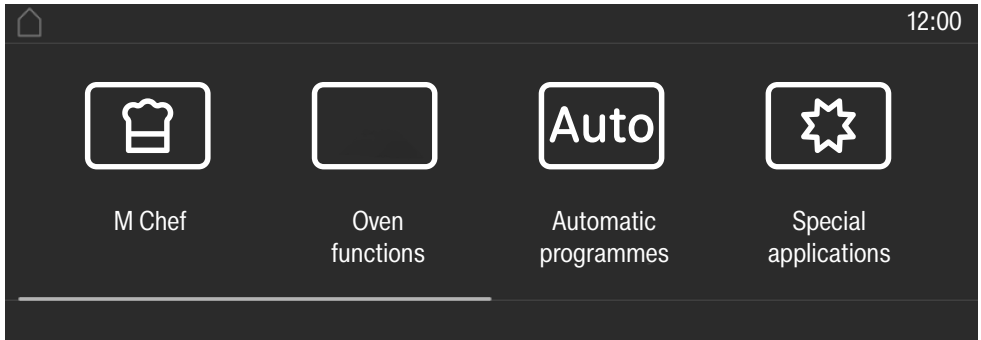 12:00
Auto
M Chef
Oven
functions
Automatic
programmes
Special
applications